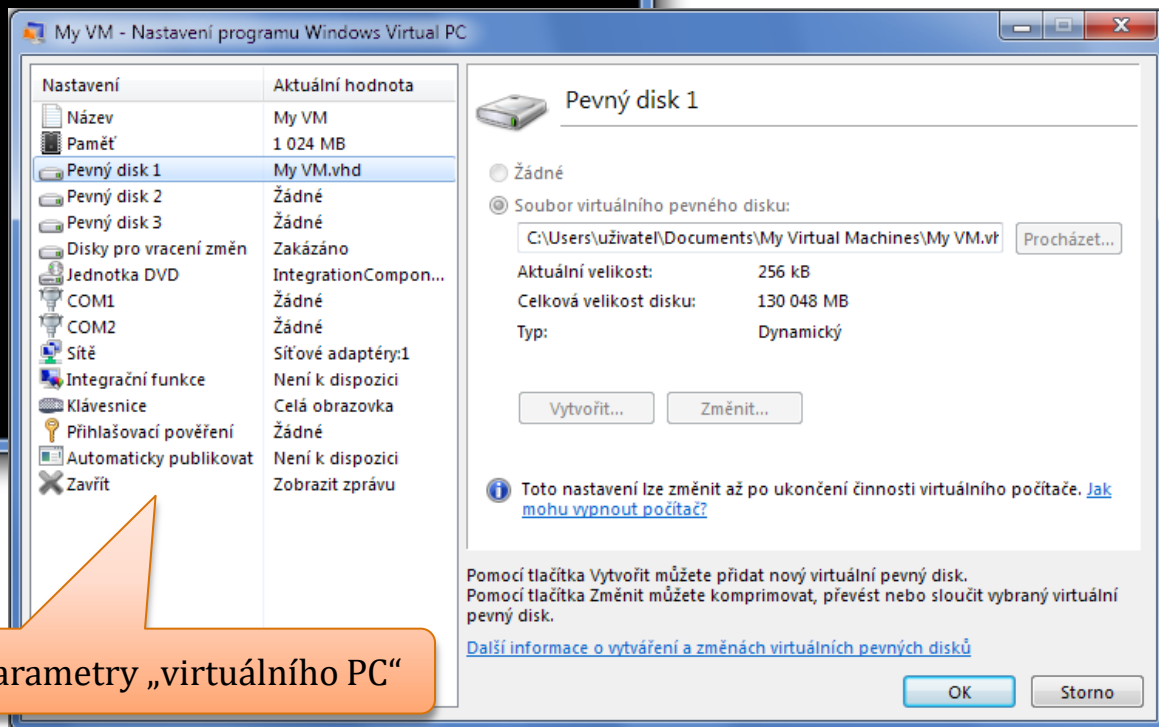 My VM - Nastavení programu Windows Virtual PC
Nastavení Aktuální hodnota
Název My VM
Paměť 1 024 MB
Pevný disk 1 My VM.vhd
Pevný disk 2 Žádné
Pevný disk 3 Žádné
Disky pro vracení změn Zakázáno
Jednotka DVD IntegrationCompon...
COM1 Žádné
COM2 Žádné
Sítě Síťové adaptéry:1
Integrační funkce Není k dispozici
Klávesnice Celá obrazovka
Přihlašovací pověření Žádné
Automaticky publikovat Není k dispozici
Zavřít Zobrazit zprávu
Pevný disk 1
Žádné
Soubor virtuálního pevného disku:
C:\Users\uživatel\Documents\My Virtual Machines\My VM.vh Procházet...
Aktuální velikost: 256 kB
Celková velikost disku: 130 048 MB
Typ: Dynamický
Vytvořit... Změnit...
Toto nastavení lze změnit až po ukončení činnosti virtuálního počítače. Jak
mohu vypnout počítač?
Pomocí tlačítka Vytvořit můžete přidat nový virtuální pevný disk.
Pomocí tlačítka Změnit můžete komprimovat, převést nebo sloučit vybraný virtuální
pevný disk.
Další informace o vytváření a změnách virtuálních pevných disků
OK Storno
arametry „virtuálního PC“